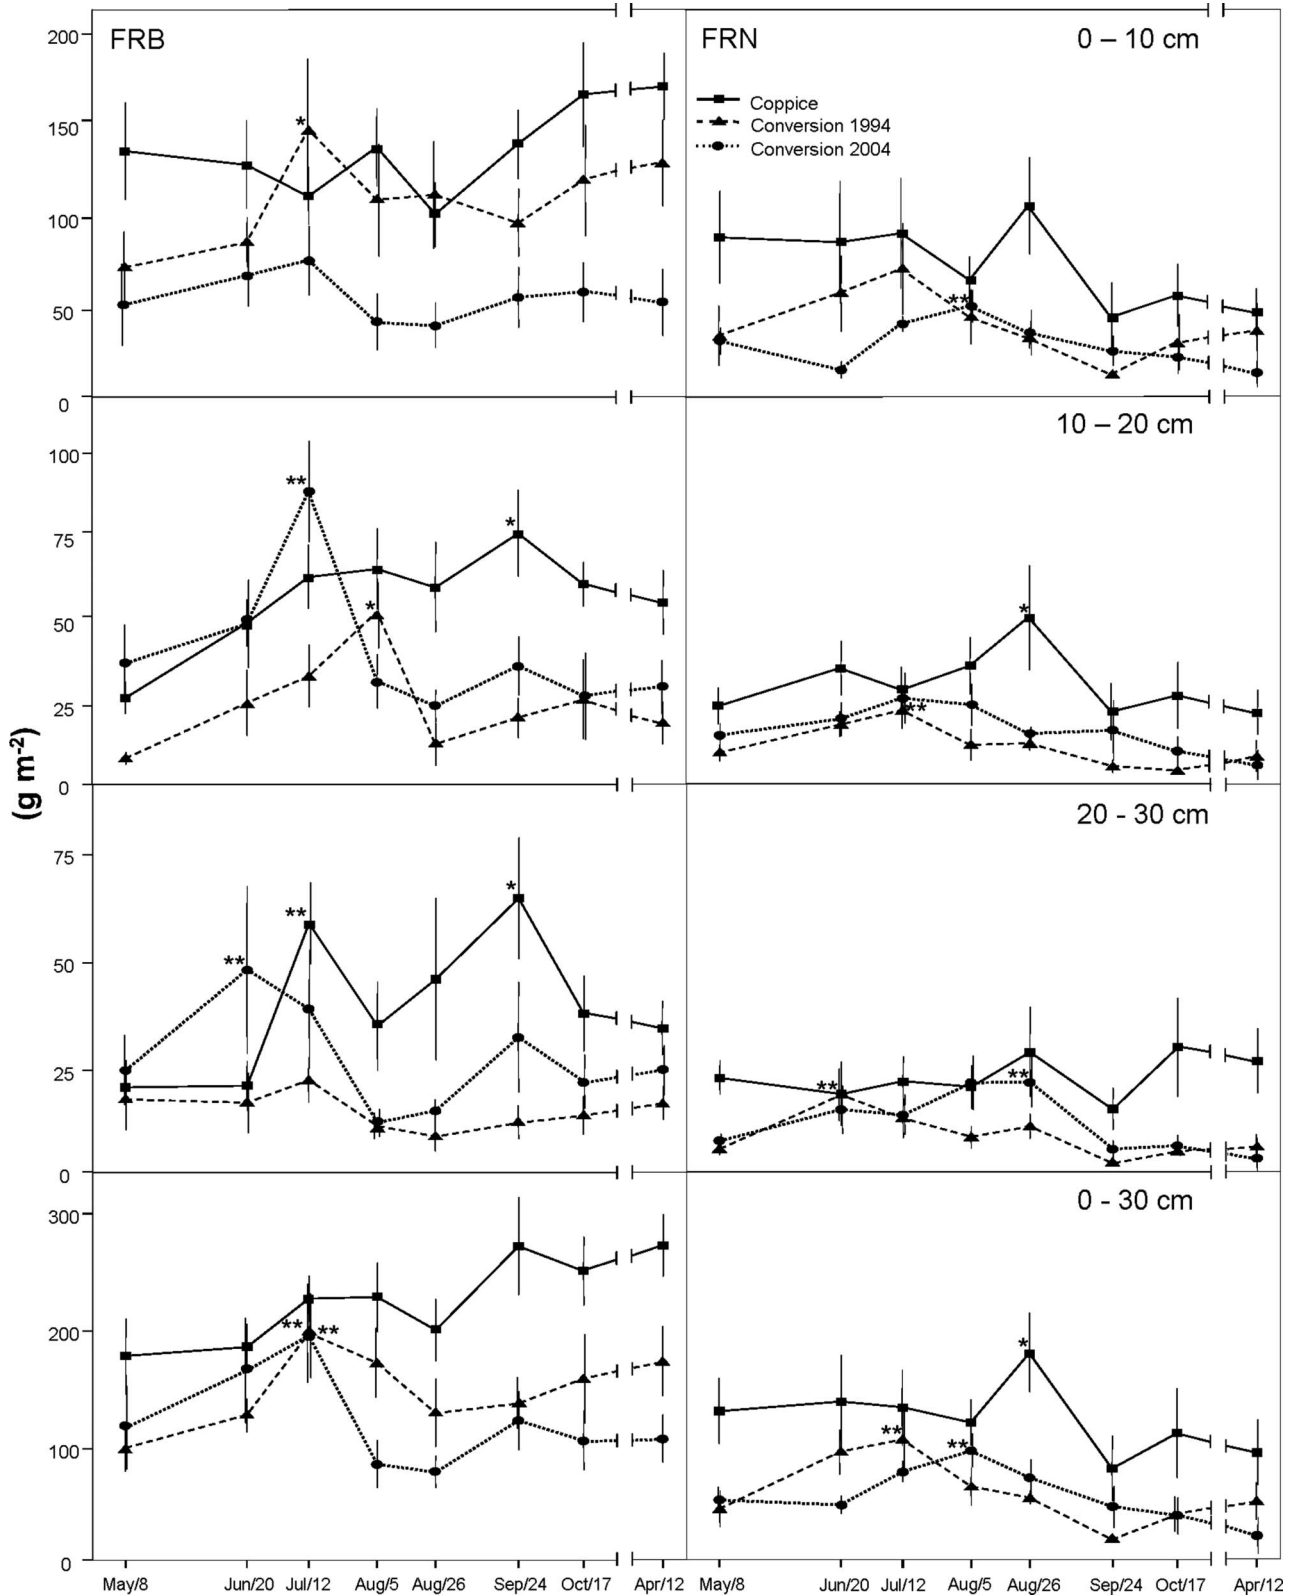 FRB
FRN
0 – 10 cm
Coppice
Conversion 1994
Conversion 2004
200
150
100
50
0
*
**
10 – 20 cm
100
75
50
25
0
**
*
*
*
**
(g m-2)
20 - 30 cm
75
50
25
0
**
**
*
**
**
0 - 30 cm
300
200
100
0
** **
*
**
**
May/8 Jun/20 Jul/12 Aug/5 Aug/26 Sep/24 Oct/17 Apr/12
May/8 Jun/20 Jul/12 Aug/5 Aug/26 Sep/24 Oct/17 Apr/12